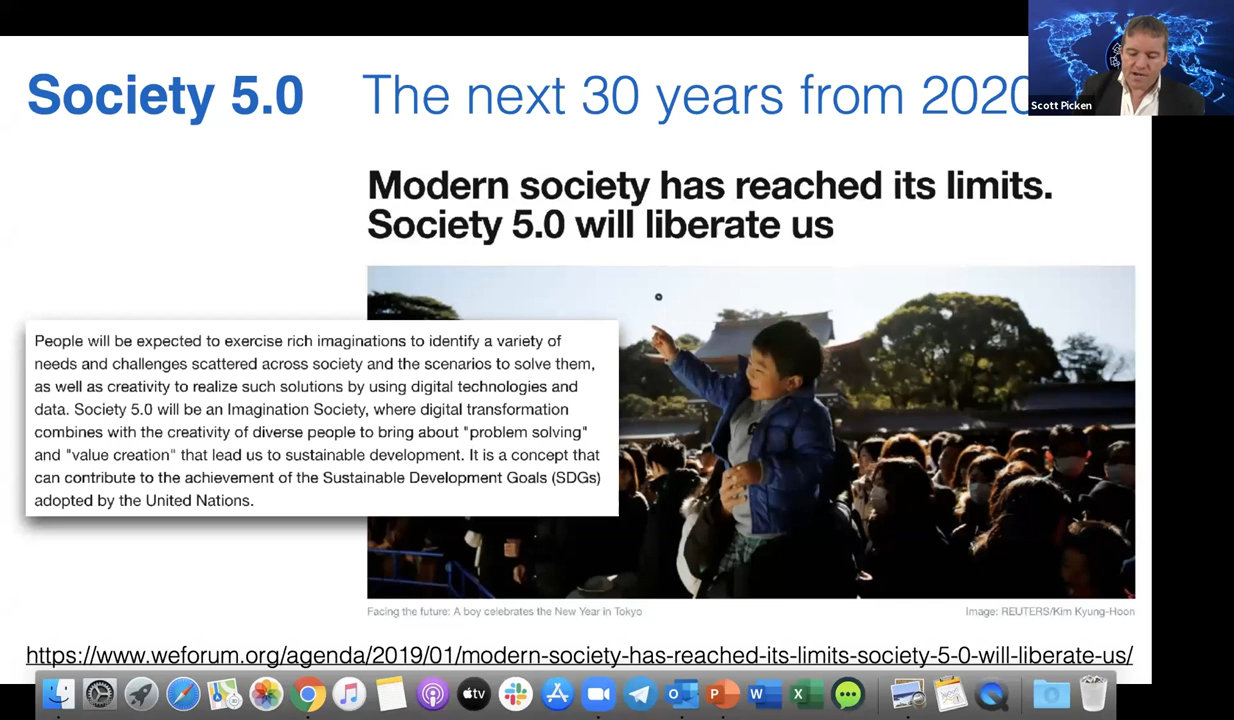 Society 5.0 The next 30 years from 2020
Scott Picken
Modern society has reached its limits.
Society 5.0 will liberate us
People will be expected to exercise rich imaginations to identify a variety of
needs and challenges scattered across society and the scenarios to solve them,
as well as creativity to realize such solutions by using digital technologies and
data. Society 5.0 will be an Imagination Society, where digital transformation
combines with the creativity of diverse people to bring about "problem solving"
and "value creation" that lead us to sustainable development. It is a concept that
can contribute to the achievement of the Sustainable Development Goals (SDGs)
adopted by the United Nations.
Facing the future: A boy celebrates the New Year in Tokyo
Image: REUTERS/Kim Kyung-Hoon
https://www.weforum.org/agenda/2019/01/modern-society-has-reached-its-limits-society-5-0-will-liberate-us/
tv